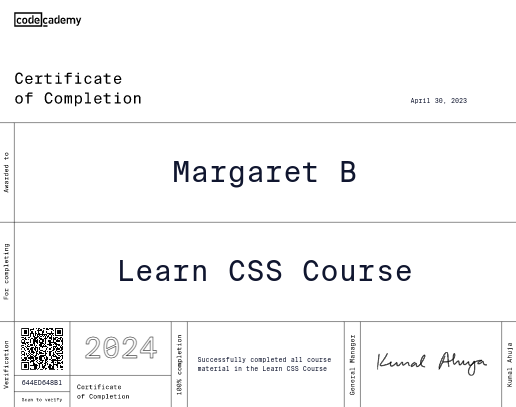 codecademy
Certificate
of Completion
April 30, 2023
Awarded to
Margaret B
For completing
Learn CSS Course
Verification
644ED648B1
Scan to verify
2024
Certificate
of Completion
100% completion
Successfully completed all course
material in the Learn CSS Course
General Manager
Kunal Ahuja
Kunal Ahuja